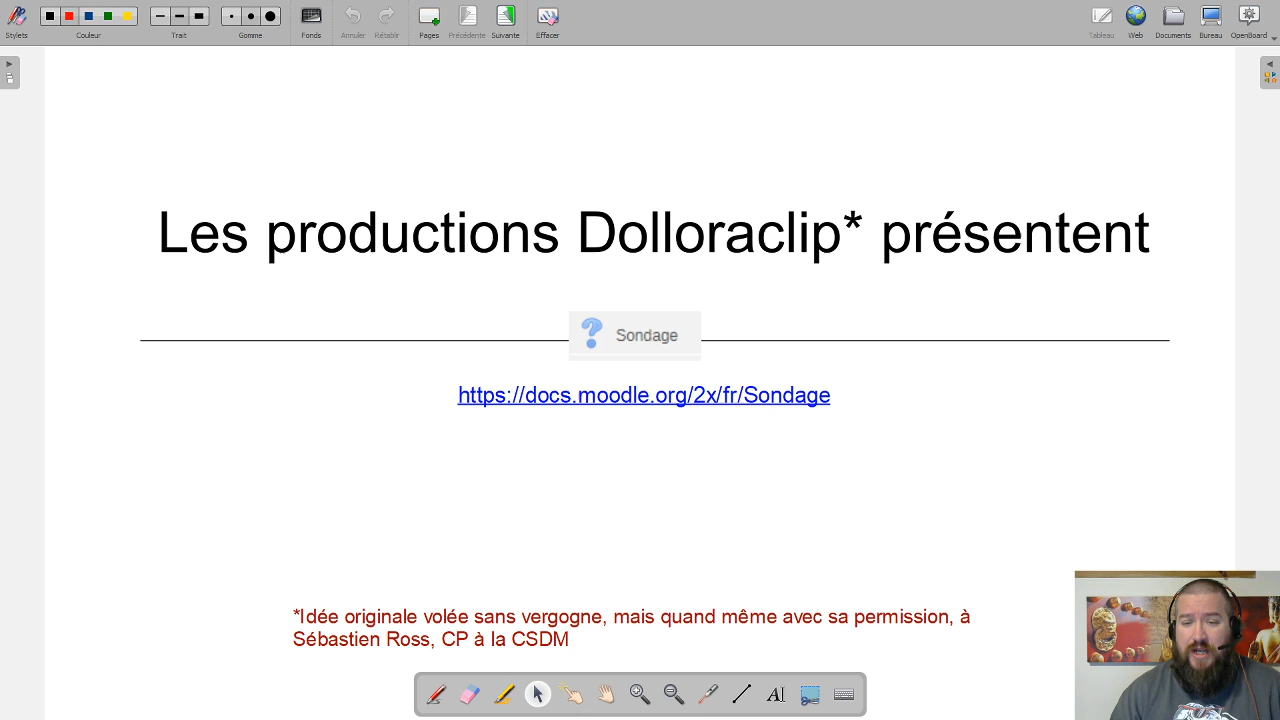 Stylets
Couleur
Trait
Gomme
Fonds
Annuler
Rétablir
Pages
Précédente
Suivante
Effacer
Tableau
Web
Documents
Bureau
OpenBoard
Les productions Dolloraclip* présentent
Sondage
https://docs.moodle.org/2x/fr/Sondage
*Idée originale volée sans vergogne, mais quand même avec sa permission, à
Sébastien Ross, CP à la CSDM
AI